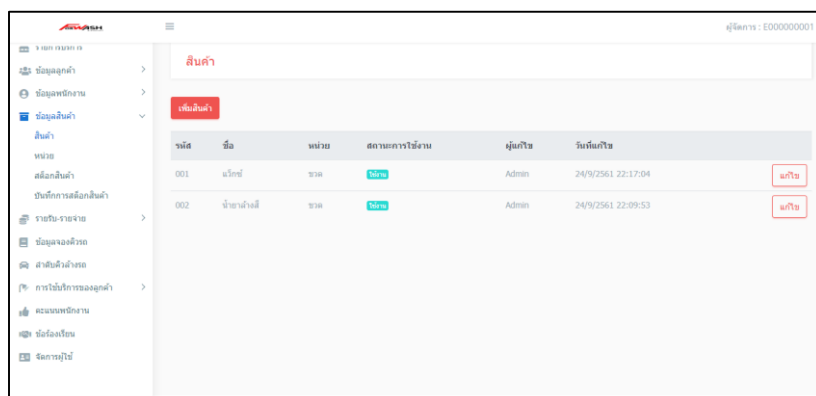 ผู้จัดการ : E000000001
ข้อมูลลูกค้า
ข้อมูลพนักงาน
ข้อมูลสินค้า
สินค้า
หน่วย
สต็อกสินค้า
บันทึกการสต็อกสินค้า
รายรับ-รายจ่าย
ข้อมูลจองคิวรถ
ลำดับคิวล้างรถ
การใช้บริการของลูกค้า
คะแนนพนักงาน
ข้อร้องเรียน
จัดการผู้ใช้
สินค้า
เพิ่มสินค้า
รหัส ชื่อ หน่วย สถานะการใช้งาน ผู้แก้ไข วันที่แก้ไข
001 แว็กซ์ ขวด ใช้งาน Admin 24/9/2561 22:17:04 แก้ไข
002 น้ำยาล้างสี ขวด ใช้งาน Admin 24/9/2561 22:09:53 แก้ไข